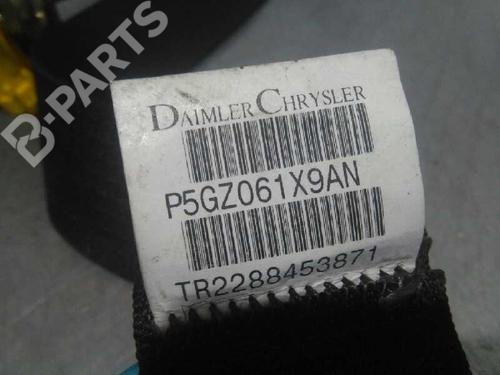 B-PARTS
DAIMLERCHRYSLER
P5GZ061X9AN
TR2288453871